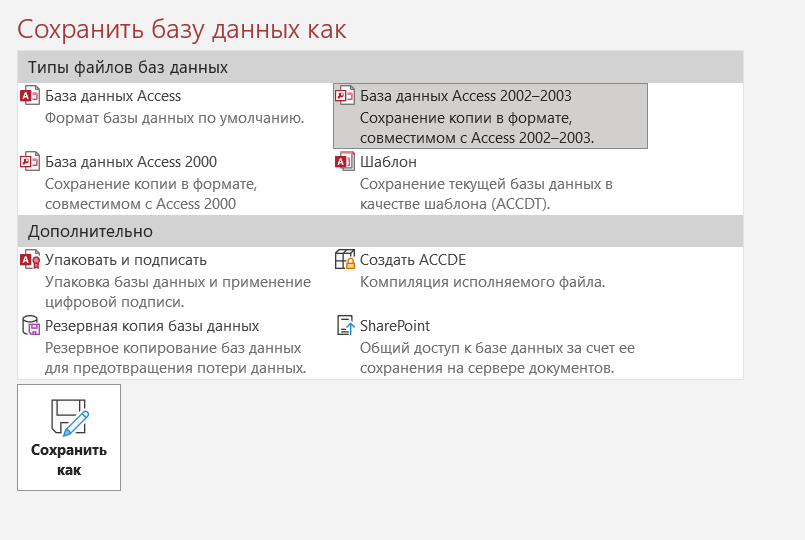 Сохранить базу данных как
Типы файлов баз данных
База данных Access
Формат базы данных по умолчанию.
База данных Access 2002–2003
Сохранение копии в формате,
совместимом с Access 2002–2003.
База данных Access 2000
Сохранение копии в формате,
совместимом с Access 2000
Шаблон
Сохранение текущей базы данных в
качестве шаблона (ACCDT).
Дополнительно
Упаковать и подписать
Упаковка базы данных и применение
цифровой подписи.
Создать ACCDE
Компиляция исполняемого файла.
Резервная копия базы данных
Резервное копирование баз данных
для предотвращения потери данных.
SharePoint
Общий доступ к базе данных за счет ее
сохранения на сервере документов.
Сохранить
как